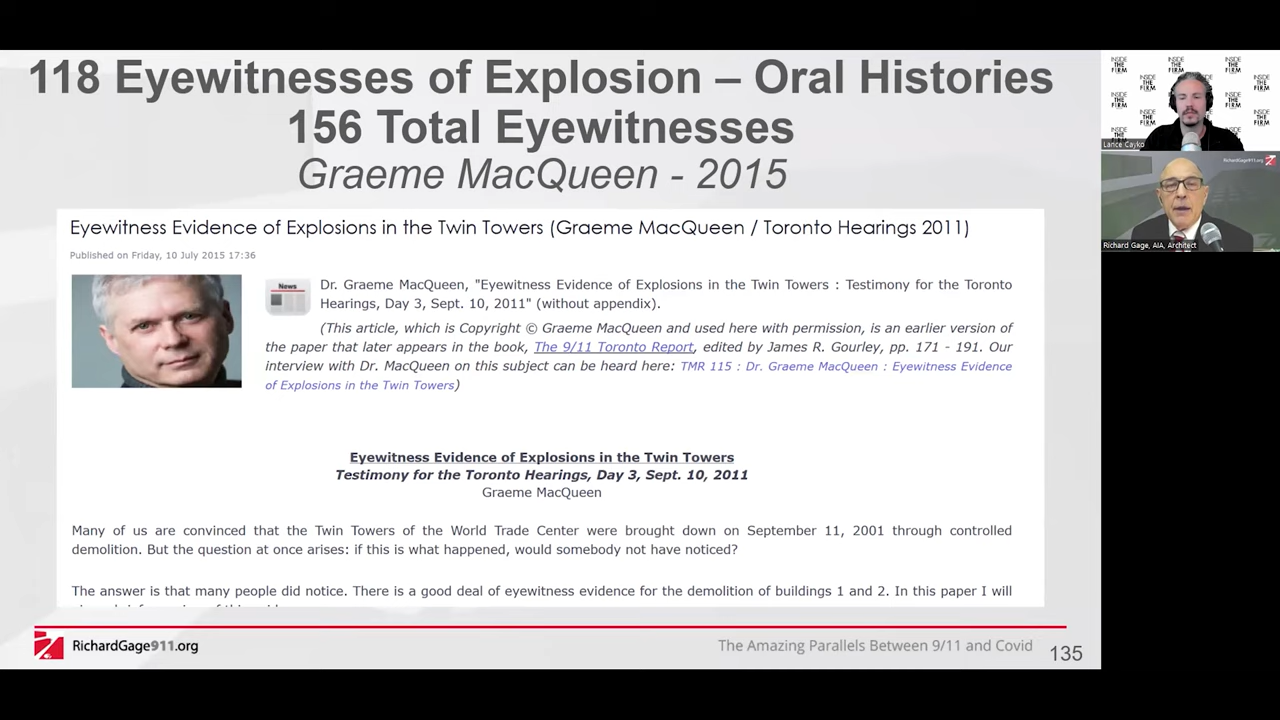 118 Eyewitnesses of Explosion – Oral Histories
156 Total Eyewitnesses
Graeme MacQueen - 2015
Eyewitness Evidence of Explosions in the Twin Towers (Graeme MacQueen / Toronto Hearings 2011)
Published on Friday, 10 July 2015 17:36
News
Dr. Graeme MacQueen, "Eyewitness Evidence of Explosions in the Twin Towers : Testimony for the Toronto
Hearings, Day 3, Sept. 10, 2011" (without appendix).
(This article, which is Copyright © Graeme MacQueen and used here with permission, is an earlier version of
the paper that later appears in the book, The 9/11 Toronto Report, edited by James R. Gourley, pp. 171 - 191. Our
interview with Dr. MacQueen on this subject can be heard here: TMR 115 : Dr. Graeme MacQueen : Eyewitness Evidence
of Explosions in the Twin Towers)
Eyewitness Evidence of Explosions in the Twin Towers
Testimony for the Toronto Hearings, Day 3, Sept. 10, 2011
Graeme MacQueen
Many of us are convinced that the Twin Towers of the World Trade Center were brought down on September 11, 2001 through controlled
demolition. But the question at once arises: if this is what happened, would somebody not have noticed?
The answer is that many people did notice. There is a good deal of eyewitness evidence for the demolition of buildings 1 and 2. In this paper I will
RichardGage911.org
The Amazing Parallels Between 9/11 and Covid
135
INSIDE
THE
FIRM
Lance Cayko
RichardGage911.org
Richard Gage, AIA, Architect